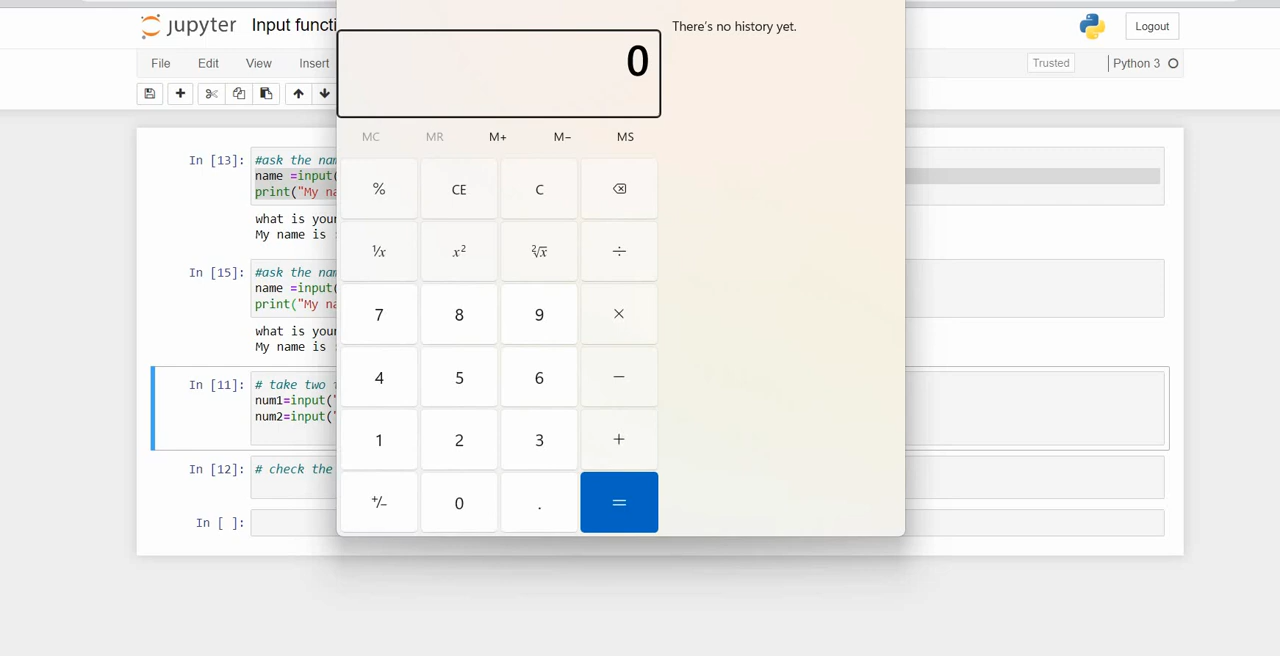 jupyter Input functi
Logout
File Edit View Insert
Trusted Python 3
There's no history yet.
0
MC MR M+ M− MS
% CE C
¹/x x² ²√x ÷
7 8 9 ×
4 5 6 −
1 2 3 +
+/− 0 . =
In [13]: #ask the nam
name =input(
print("My na
what is your
My name is
In [15]: #ask the nam
name =input(
print("My na
what is your
My name is
In [11]: # take two
num1=input("
num2=input("
In [12]: # check the
In [ ]: